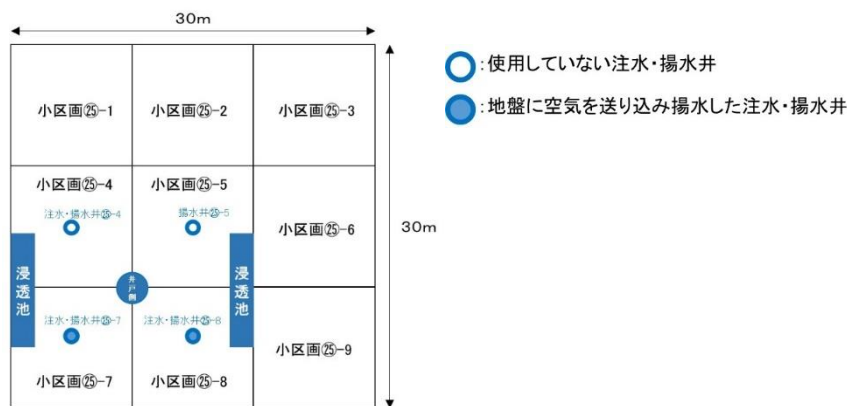 30m
小区画㉕-1
小区画㉕-2
小区画㉕-3
小区画㉕-4
小区画㉕-5
注水・揚水井㉕-4
揚水井㉕-5
小区画㉕-6
浸透池
井戸側
浸透池
注水・揚水井㉕-7
注水・揚水井㉕-8
小区画㉕-7
小区画㉕-8
小区画㉕-9
30m
:使用していない注水・揚水井
:地盤に空気を送り込み揚水した注水・揚水井